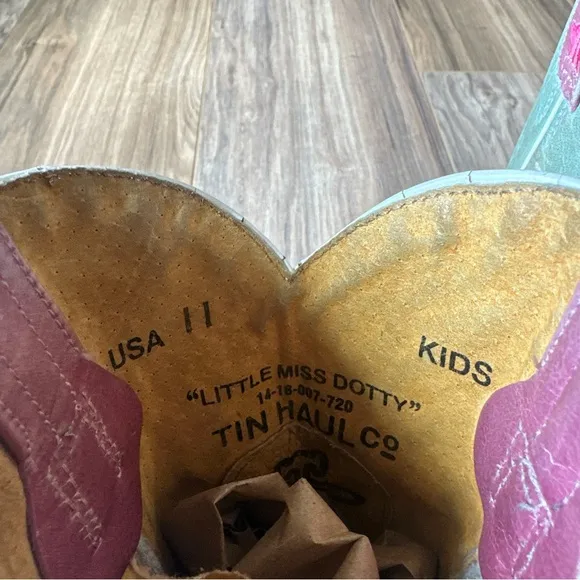 USA 11
KIDS
"LITTLE MISS DOTTY"
14-18-007-720
TIN HAUL Co